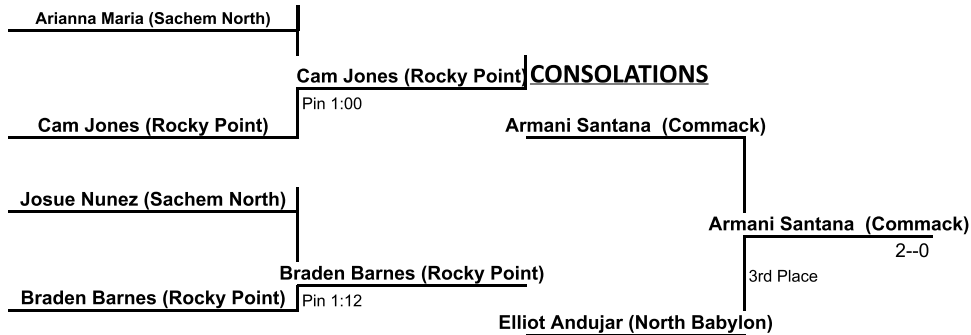 Arianna Maria (Sachem North)
Cam Jones (Rocky Point)
CONSOLATIONS
Pin 1:00
Cam Jones (Rocky Point)
Armani Santana (Commack)
Josue Nunez (Sachem North)
Armani Santana (Commack)
2--0
Braden Barnes (Rocky Point)
3rd Place
Braden Barnes (Rocky Point)
Pin 1:12
Elliot Andujar (North Babylon)